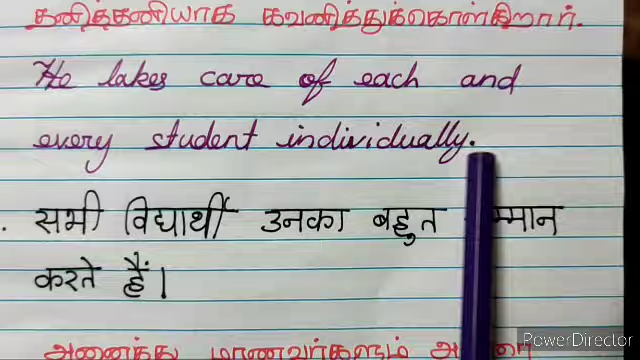 தனித்தனியாக கவனித்துக்கொள்கிறார்.
He takes care of each and
every student individually.
. सभी विद्यार्थी उनका बहुत
करते हैं।
அனைத்து மாணவர்களும்
PowerDirector